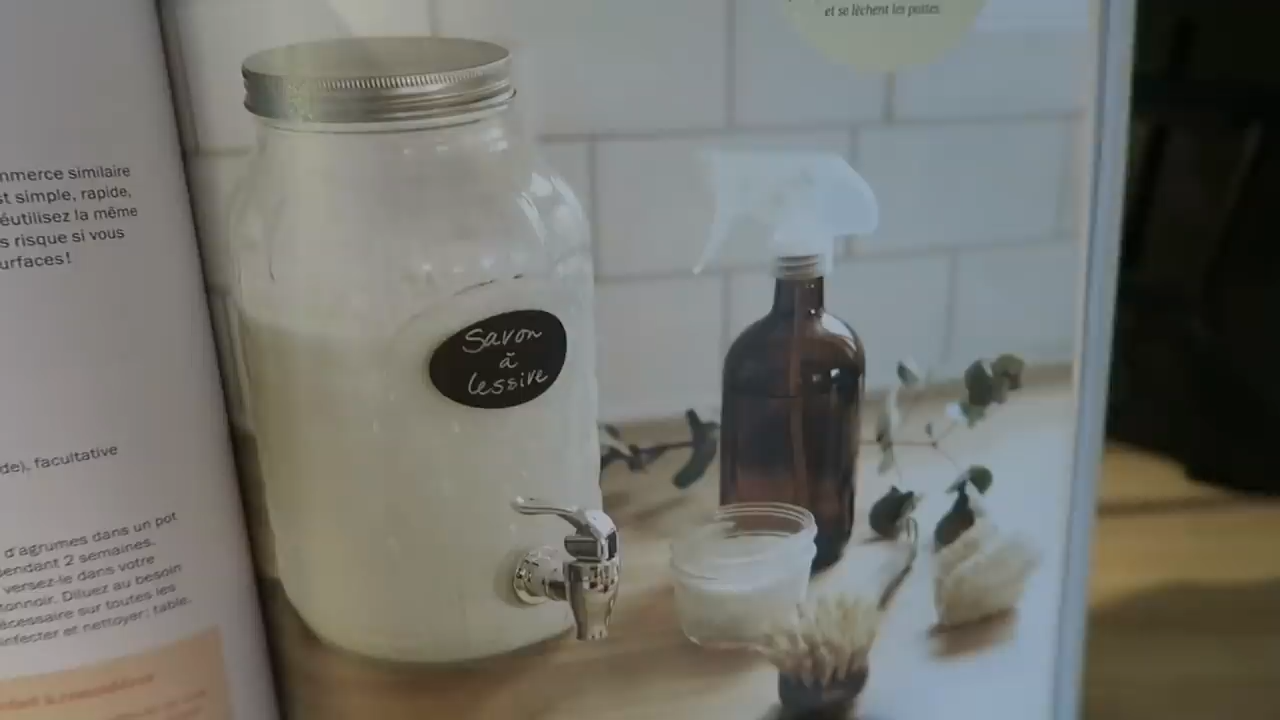 mmerce similaire
st simple, rapide,
éutilisez la même
s risque si vous
urfaces!
de), facultative
d'agrumes dans un pot
pendant 2 semaines.
versez-le dans votre
tonnoir. Diluez au besoin
écessaire sur toutes les
infecter et nettoyer: table,
et se lèchent les pattes.
Savon
à
lessive